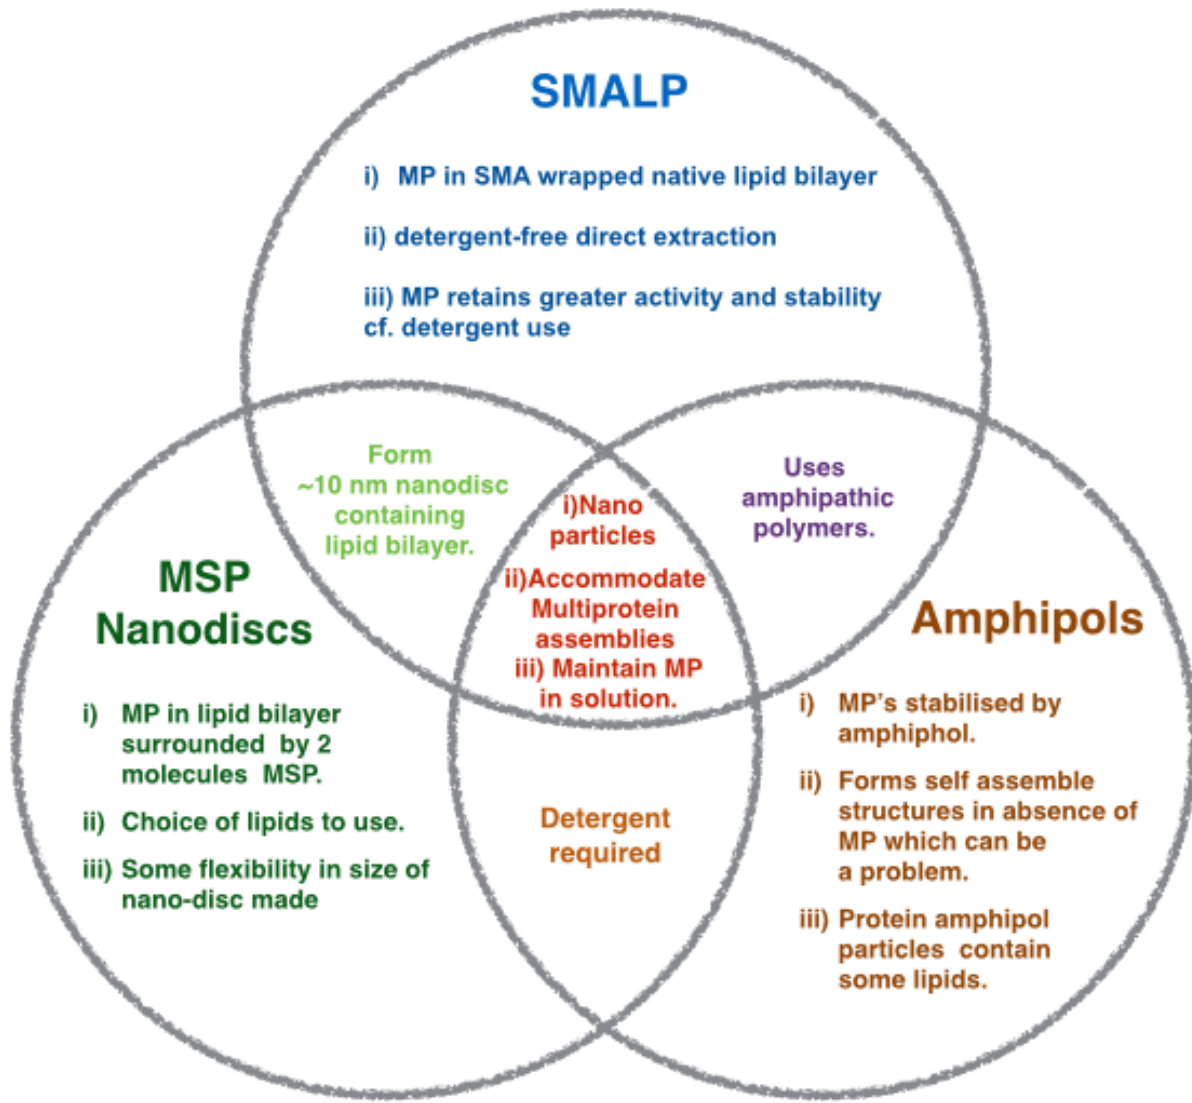 SMALP
i) MP in SMA wrapped native lipid bilayer
ii) detergent-free direct extraction
iii) MP retains greater activity and stability
cf. detergent use
Form
~10 nm nanodisc
containing
lipid bilayer.
i)Nano
particles
ii)Accommodate
Multiprotein
assemblies
iii) Maintain MP
in solution.
Uses
amphipathic
polymers.
MSP
Nanodiscs
i) MP in lipid bilayer
surrounded by 2
molecules MSP.
ii) Choice of lipids to use.
iii) Some flexibility in size of
nano-disc made
Detergent
required
Amphipols
i) MP's stabilised by
amphiphol.
ii) Forms self assemble
structures in absence of
MP which can be
a problem.
iii) Protein amphipol
particles contain
some lipids.